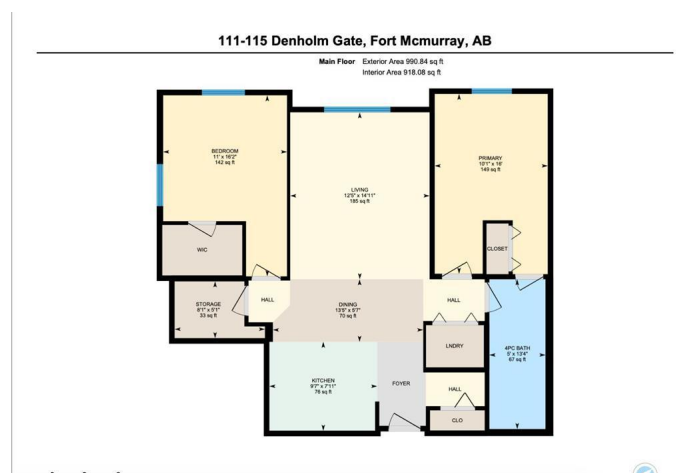 111-115 Denholm Gate, Fort Mcmurray, AB
Main Floor Exterior Area 990.84 sq ft
Interior Area 918.08 sq ft
BEDROOM
11' x 16'2"
142 sq ft
PRIMARY
10'1" x 16'
149 sq ft
LIVING
12'5" x 14'11"
185 sq ft
WIC
CLOSET
STORAGE
8'1" x 5'1"
33 sq ft
HALL
DINING
13'5" x 5'7"
70 sq ft
HALL
LNDRY
4PC BATH
5' x 13'4"
67 sq ft
KITCHEN
9'7" x 7'11"
76 sq ft
FOYER
HALL
CLO